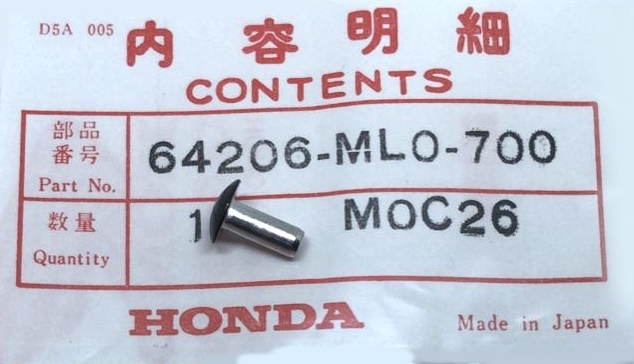 D5A 005
内容明細
CONTENTS
部品
番号
Part No.
64206-ML0-700
数量
Quantity
1
M0C26
HONDA
Made in Japan